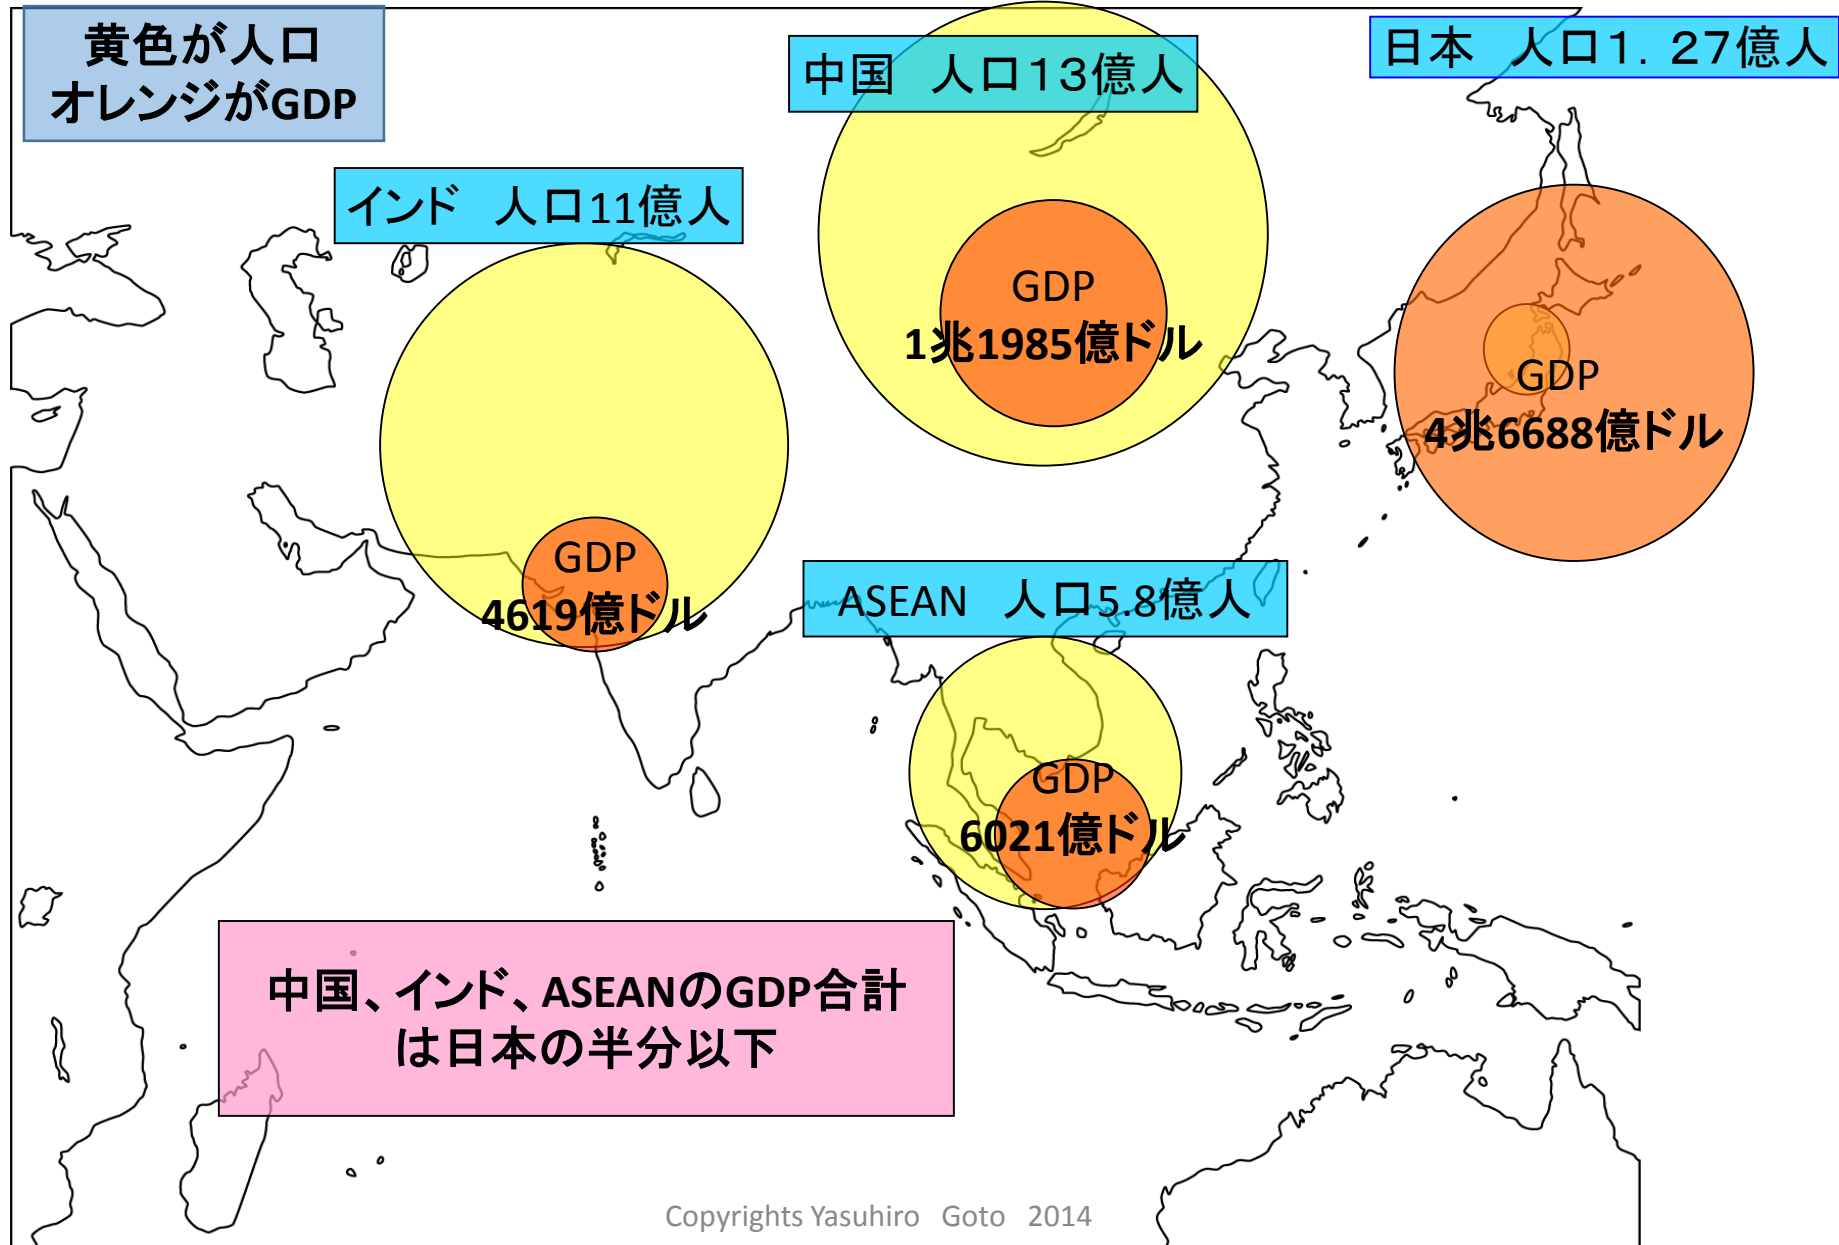 黄色が人口
オレンジがGDP
中国　人口13億人
日本　人口１．２７億人
インド　人口11億人
GDP
1兆1985億ドル
GDP
4兆6688億ドル
GDP
4619億ドル
ASEAN　人口5.8億人
GDP
6021億ドル
中国、インド、ASEANのGDP合計
は日本の半分以下
Copyrights Yasuhiro Goto 2014